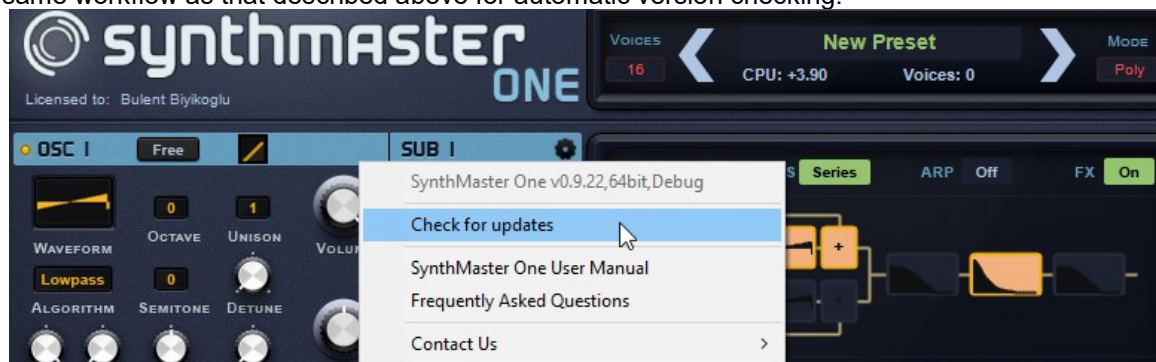 same workflow as that described above for automatic version checking.
synthmaster
ONE
Licensed to: Bulent Biyikoglu
VOICES
16
New Preset
CPU: +3.90 Voices: 0
MODE
Poly
OSC 1 Free SUB 1
SynthMaster One v0.9.22,64bit,Debug
Check for updates
SynthMaster One User Manual
Frequently Asked Questions
Contact Us
S Series ARP Off FX On
0 1
WAVEFORM OCTAVE UNISON
Lowpass 0
ALGORITHM SEMITONE DETUNE
+